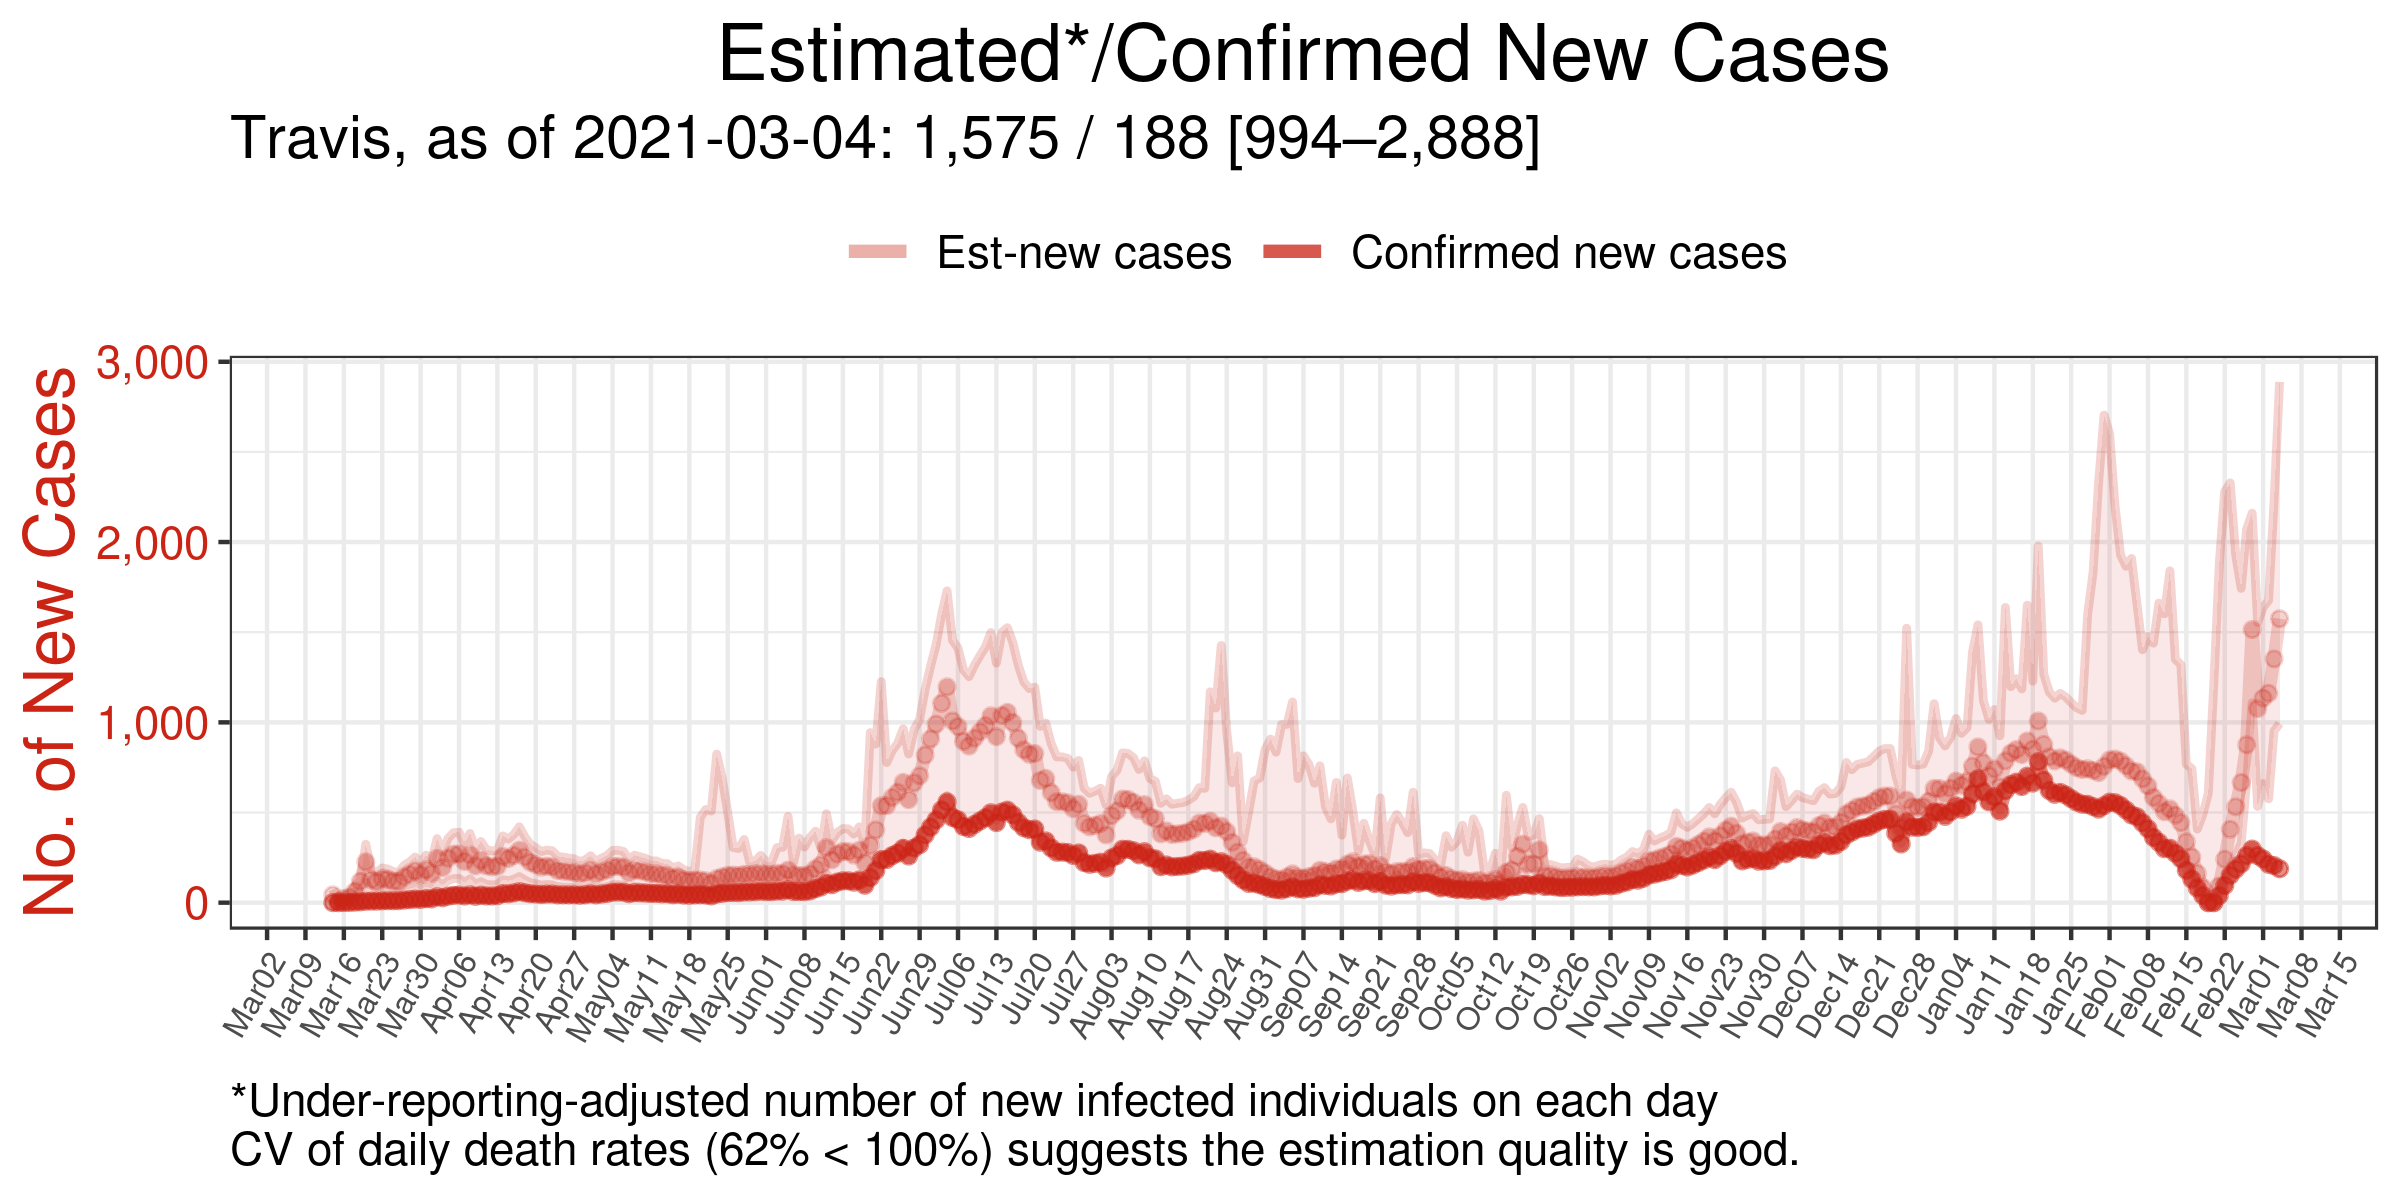 Estimated*/Confirmed New Cases
Travis, as of 2021-03-04: 1,575 / 188 [994–2,888]
Est-new cases Confirmed new cases
No. of New Cases
3,000
2,000
1,000
0
Mar02 Mar09 Mar16 Mar23 Mar30 Apr06 Apr13 Apr20 Apr27 May04 May11 May18 May25 Jun01 Jun08 Jun15 Jun22 Jun29 Jul06 Jul13 Jul20 Jul27 Aug03 Aug10 Aug17 Aug24 Aug31 Sep07 Sep14 Sep21 Sep28 Oct05 Oct12 Oct19 Oct26 Nov02 Nov09 Nov16 Nov23 Nov30 Dec07 Dec14 Dec21 Dec28 Jan04 Jan11 Jan18 Jan25 Feb01 Feb08 Feb15 Feb22 Mar01 Mar08 Mar15
*Under-reporting-adjusted number of new infected individuals on each day
CV of daily death rates (62% < 100%) suggests the estimation quality is good.